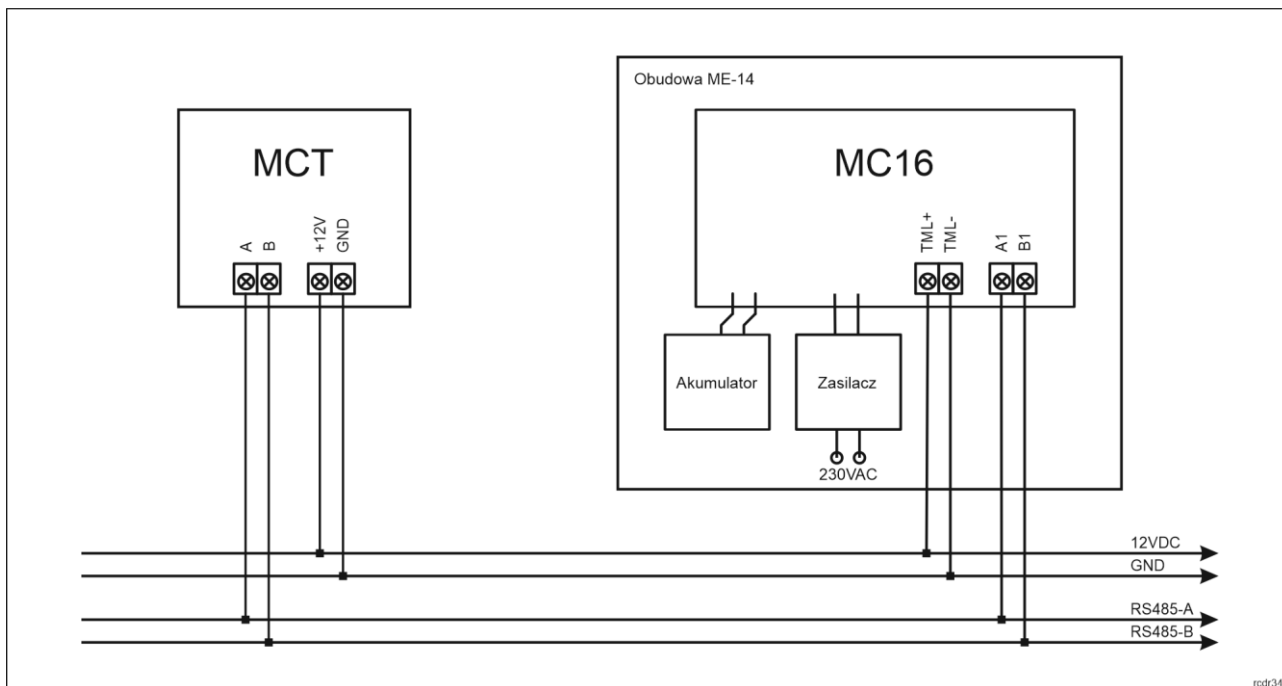 Obudowa ME-14
MCT
A
B
+12V
GND
MC16
TML+
TML-
A1
B1
Akumulator
Zasilacz
230VAC
12VDC
GND
RS485-A
RS485-B
rcdr34